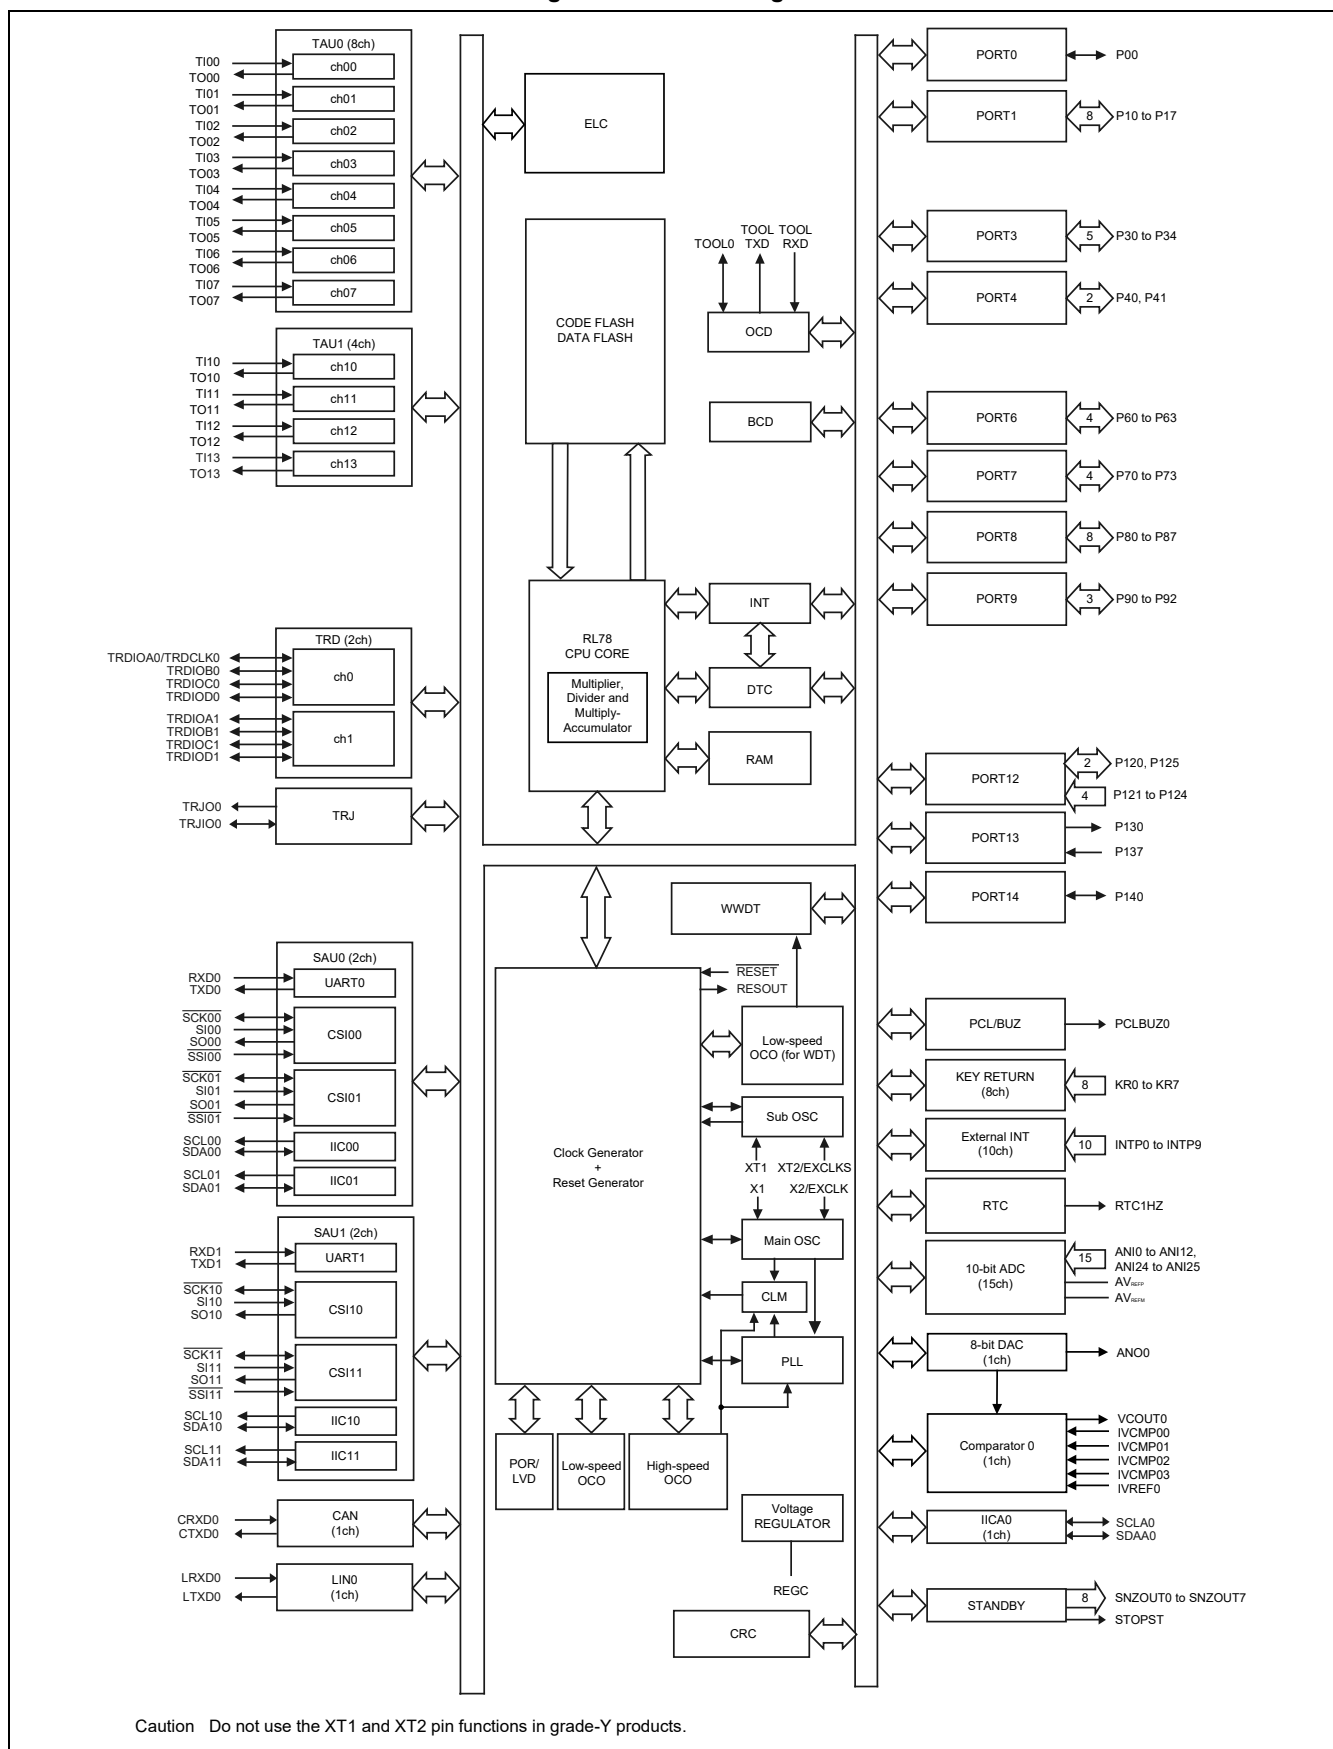 TAU0 (8ch)
TI00
TO00
ch00
TI01
TO01
ch01
TI02
TO02
ch02
TI03
TO03
ch03
TI04
TO04
ch04
TI05
TO05
ch05
TI06
TO06
ch06
TI07
TO07
ch07
TAU1 (4ch)
TI10
TO10
ch10
TI11
TO11
ch11
TI12
TO12
ch12
TI13
TO13
ch13
TRD (2ch)
TRDIOA0/TRDCLK0
TRDIOB0
TRDIOC0
TRDIOD0
ch0
TRDIOA1
TRDIOB1
TRDIOC1
TRDIOD1
ch1
TRJO0
TRJIO0
TRJ
SAU0 (2ch)
RXD0
TXD0
UART0
SCK00
SI00
SO00
SSI00
CSI00
SCK01
SI01
SO01
SSI01
CSI01
SCL00
SDA00
IIC00
SCL01
SDA01
IIC01
SAU1 (2ch)
RXD1
TXD1
UART1
SCK10
SI10
SO10
CSI10
SCK11
SI11
SO11
SSI11
CSI11
SCL10
SDA10
IIC10
SCL11
SDA11
IIC11
CRXD0
CTXD0
CAN
(1ch)
LRXD0
LTXD0
LIN0
(1ch)
ELC
CODE FLASH
DATA FLASH
TOOL0
TOOL
TXD
TOOL
RXD
OCD
BCD
RL78
CPU CORE
Multiplier,
Divider and
Multiply-
Accumulator
INT
DTC
RAM
WWDT
RESET
RESOUT
Clock Generator
+
Reset Generator
Low-speed
OCO (for WDT)
Sub OSC
XT1
XT2/EXCLKS
X1
X2/EXCLK
Main OSC
CLM
PLL
POR/
LVD
Low-speed
OCO
High-speed
OCO
Voltage
REGULATOR
REGC
CRC
PORT0
P00
PORT1
8
P10 to P17
PORT3
5
P30 to P34
PORT4
2
P40, P41
PORT6
4
P60 to P63
PORT7
4
P70 to P73
PORT8
8
P80 to P87
PORT9
3
P90 to P92
PORT12
2
P120, P125
4
P121 to P124
PORT13
P130
P137
PORT14
P140
PCL/BUZ
PCLBUZ0
KEY RETURN
(8ch)
8
KR0 to KR7
External INT
(10ch)
10
INTP0 to INTP9
RTC
RTC1HZ
10-bit ADC
(15ch)
15
ANI0 to ANI12,
ANI24 to ANI25
AVREFP
AVREFM
8-bit DAC
(1ch)
ANO0
Comparator 0
(1ch)
VCOUT0
IVCMP00
IVCMP01
IVCMP02
IVCMP03
IVREF0
IICA0
(1ch)
SCLA0
SDAA0
STANDBY
8
SNZOUT0 to SNZOUT7
STOPST
Caution Do not use the XT1 and XT2 pin functions in grade-Y products.